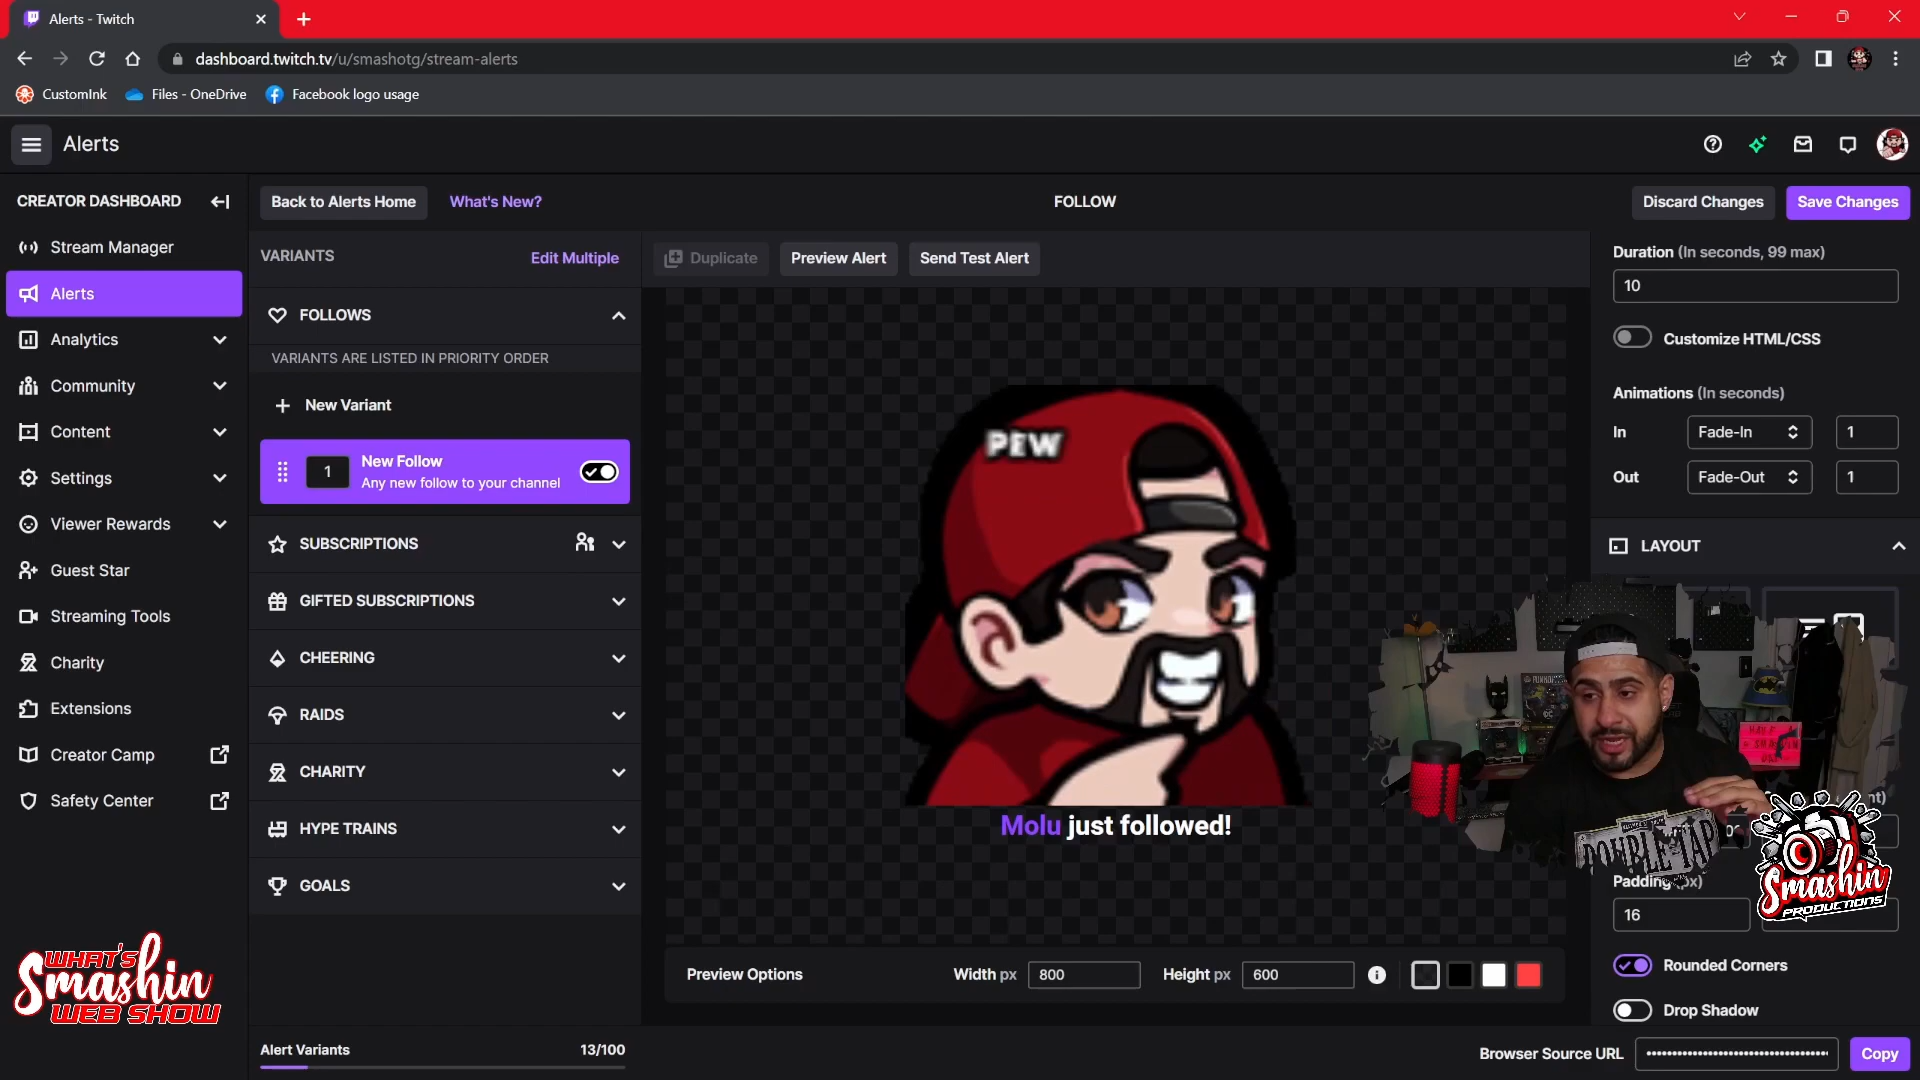 Alerts - Twitch
dashboard.twitch.tv/u/smashotg/stream-alerts
CustomInk
Files - OneDrive
Facebook logo usage
Alerts
CREATOR DASHBOARD
Back to Alerts Home
What's New?
FOLLOW
Discard Changes
Save Changes
Stream Manager
Alerts
Analytics
Community
Content
Settings
Viewer Rewards
Guest Star
Streaming Tools
Charity
Extensions
Creator Camp
Safety Center
WHAT'S
Smashin
WEB SHOW
VARIANTS
Edit Multiple
FOLLOWS
VARIANTS ARE LISTED IN PRIORITY ORDER
New Variant
1
New Follow
Any new follow to your channel
SUBSCRIPTIONS
GIFTED SUBSCRIPTIONS
CHEERING
RAIDS
CHARITY
HYPE TRAINS
GOALS
Alert Variants
13/100
Duplicate
Preview Alert
Send Test Alert
PEW
Molu just followed!
Preview Options
Width px
800
Height px
600
Duration (In seconds, 99 max)
10
Customize HTML/CSS
Animations (In seconds)
In
Fade-In
1
Out
Fade-Out
1
LAYOUT
DOUBLE TAP
Smashin
PRODUCTIONS
Padding (px)
16
Rounded Corners
Drop Shadow
Browser Source URL
Copy